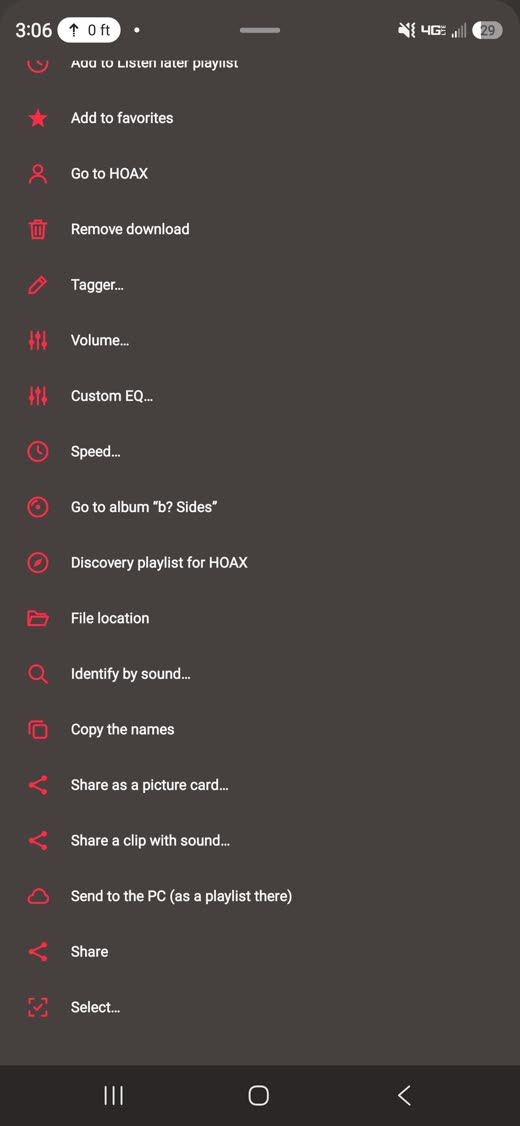 3:06
0 ft
4G
29
Add to Listen later playlist
Add to favorites
Go to HOAX
Remove download
Tagger...
Volume...
Custom EQ...
Speed...
Go to album “b? Sides”
Discovery playlist for HOAX
File location
Identify by sound...
Copy the names
Share as a picture card...
Share a clip with sound...
Send to the PC (as a playlist there)
Share
Select...